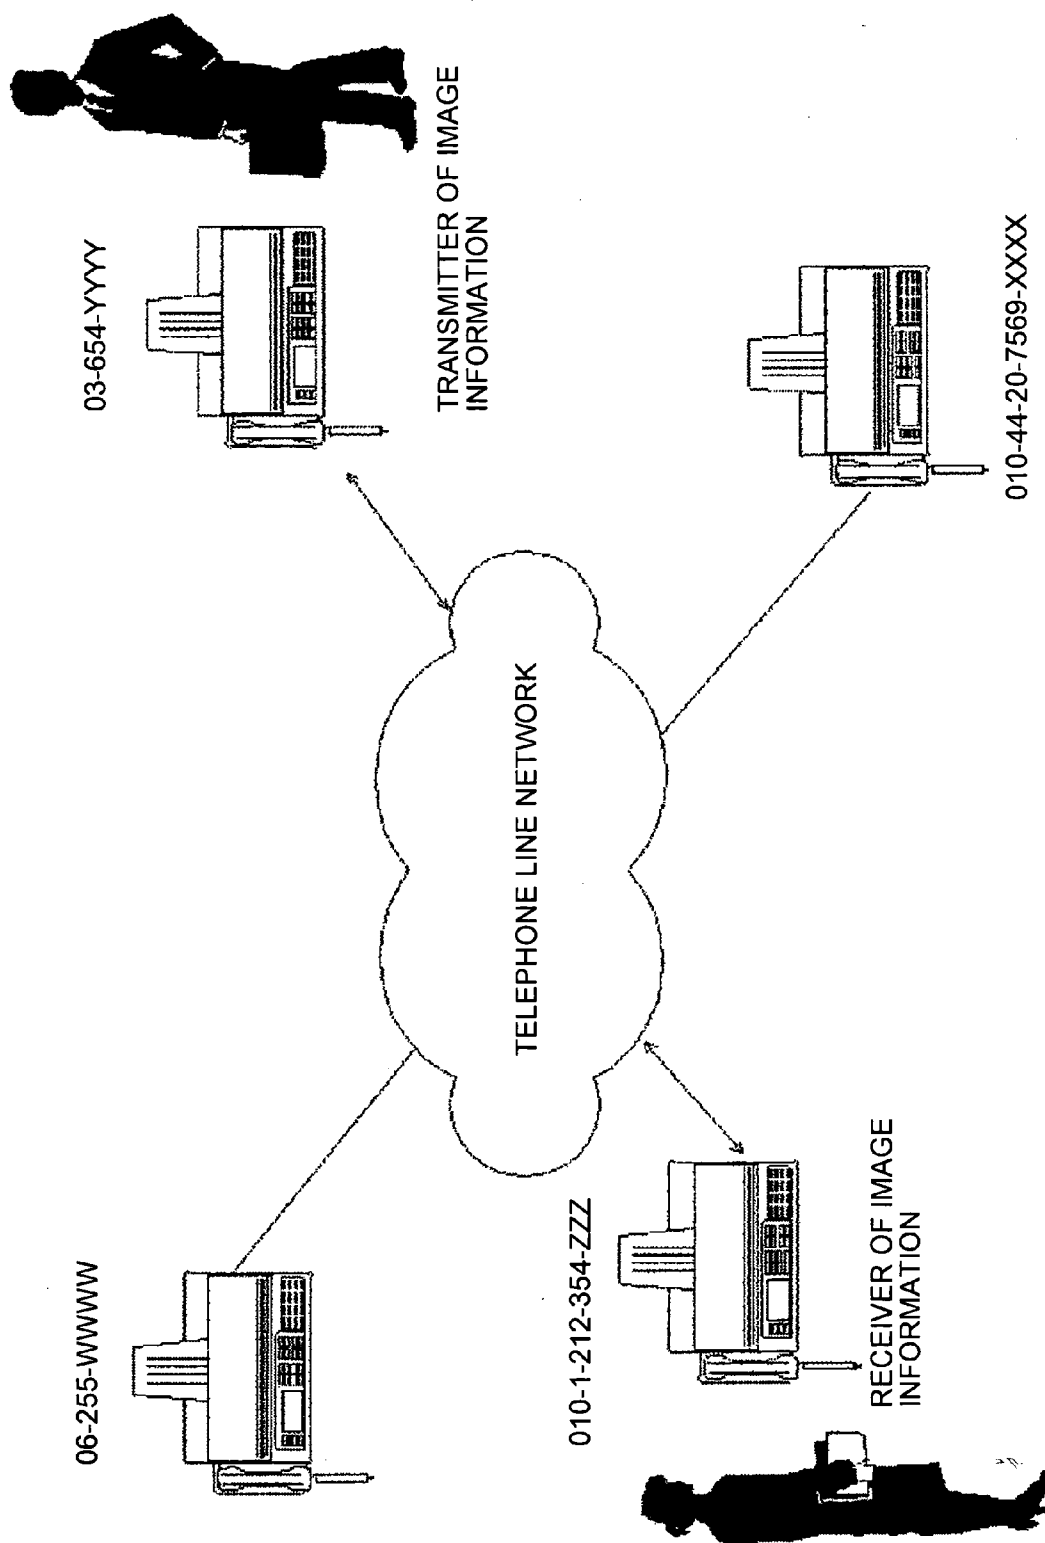 06-255-WWWW
03-654-YYYY
TRANSMITTER OF IMAGE
INFORMATION
TELEPHONE LINE NETWORK
010-1-212-354-ZZZ
RECEIVER OF IMAGE
INFORMATION
010-44-20-7569-XXXX